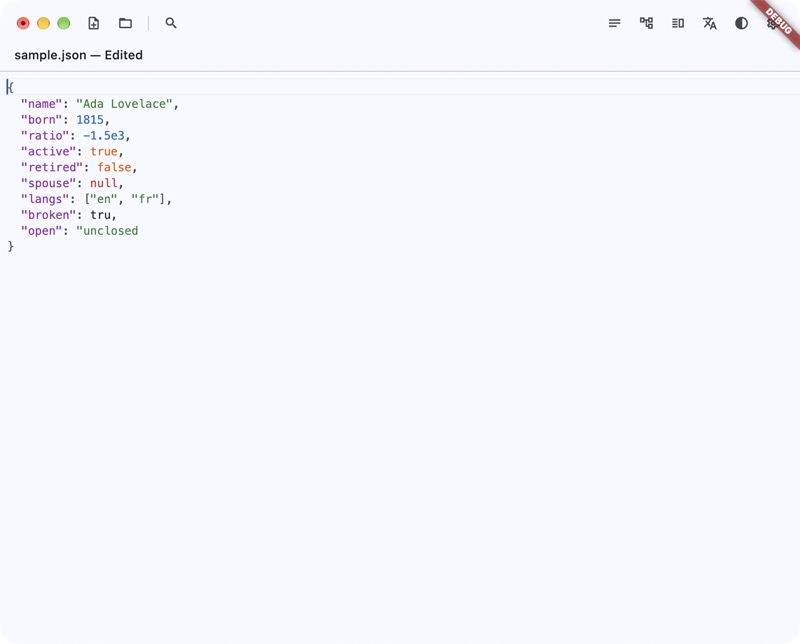 DEBUG
sample.json — Edited
{
  "name": "Ada Lovelace",
  "born": 1815,
  "ratio": -1.5e3,
  "active": true,
  "retired": false,
  "spouse": null,
  "langs": ["en", "fr"],
  "broken": tru,
  "open": "unclosed
}